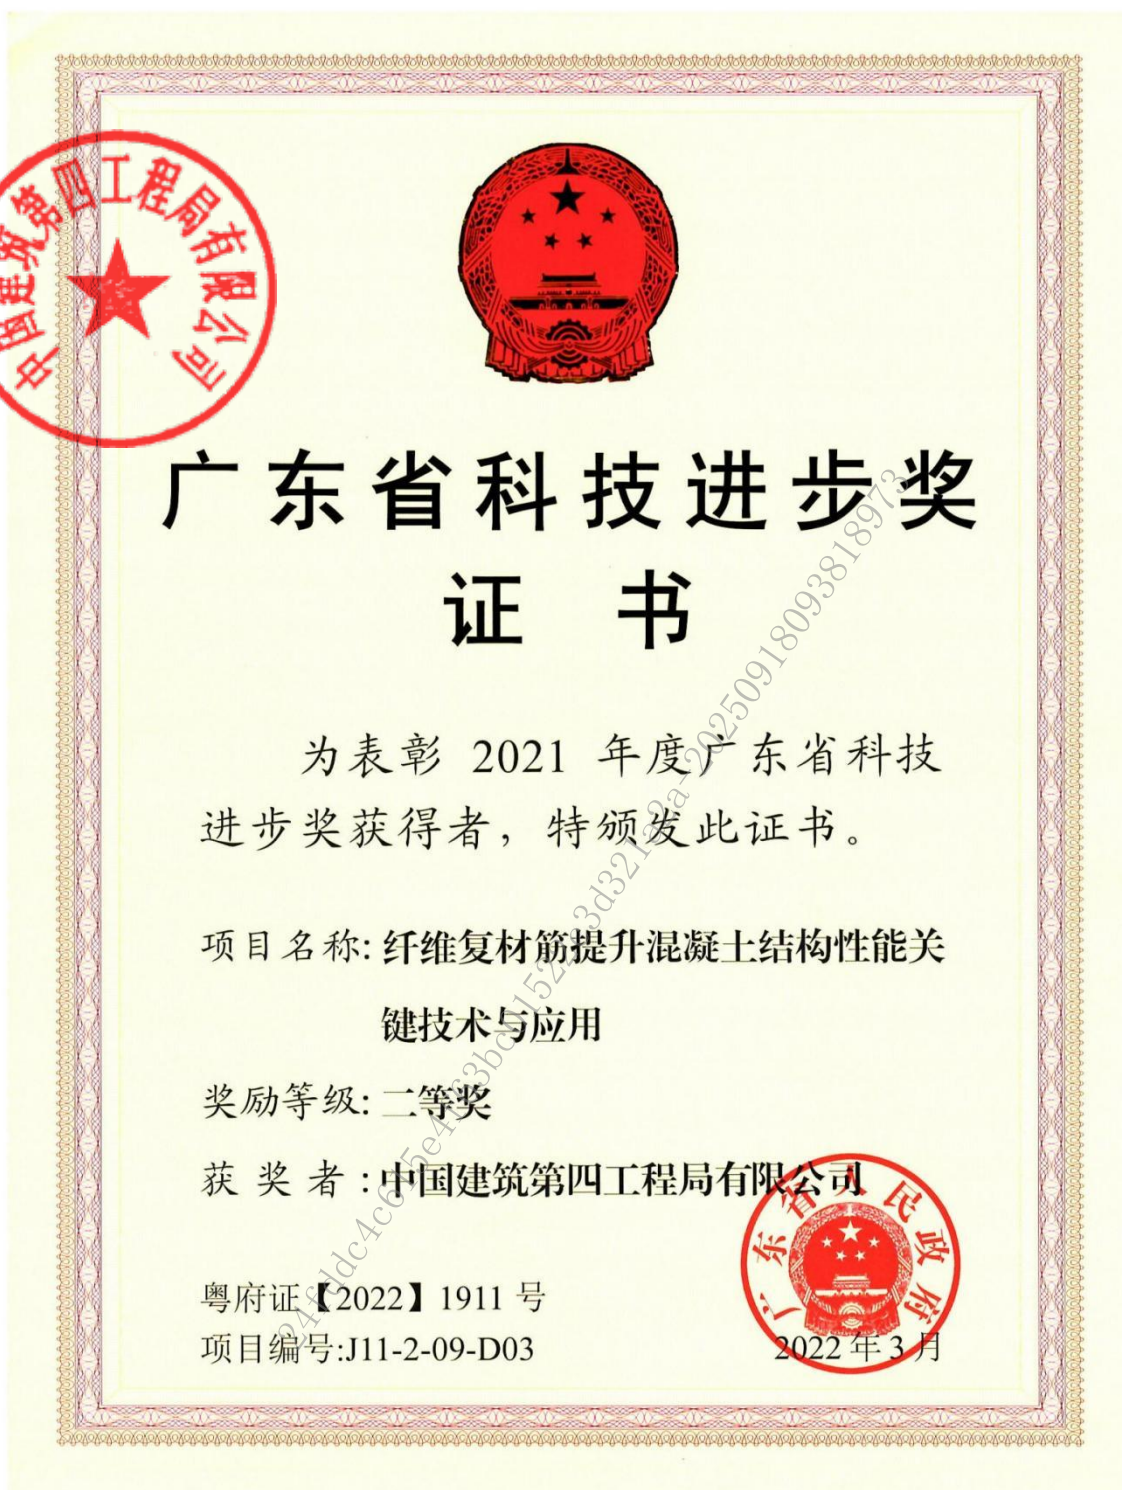 中国建筑第四工程局有限公司
广东省科技进步奖
证 书
为表彰 2021 年度广东省科技
进步奖获得者，特颁发此证书。
项目名称: 纤维复材筋提升混凝土结构性能关
键技术与应用
奖励等级: 二等奖
获 奖 者 : 中国建筑第四工程局有限公司
广东省人民政府
粤府证【2022】1911 号
项目编号:J11-2-09-D03
2022 年 3 月